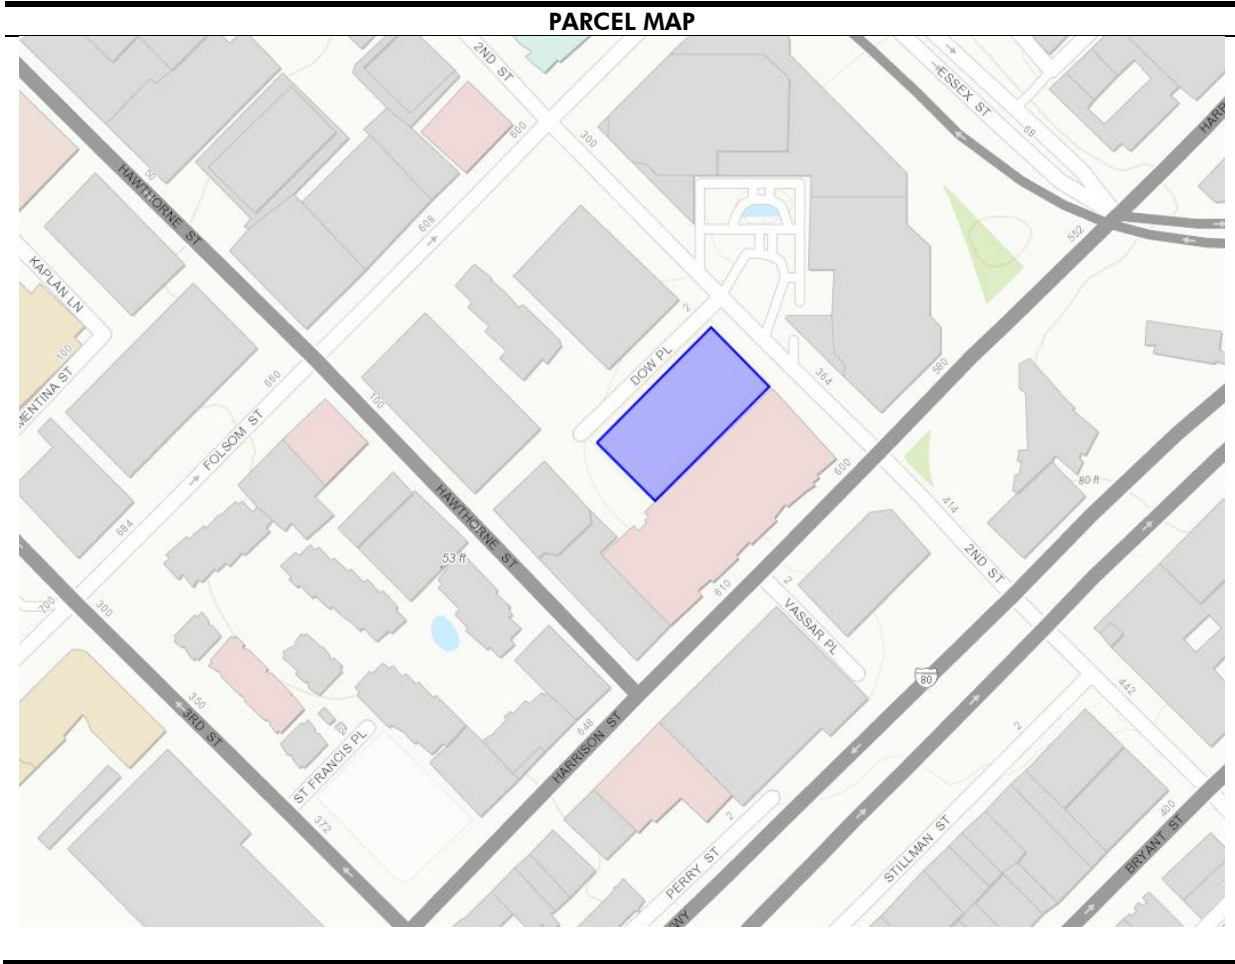 PARCEL MAP
2ND ST
ESSEX ST
68
HARR
600
300
50
HAWTHORNE ST
608
552
KAPLAN LN
2
DOW PL
100
MENTINA ST
660
100
364
580
FOLSOM ST
600
80 ft
684
HAWTHORNE ST
414
53 ft
2ND ST
700
300
610
2
VASSAR PL
80
442
350
3RD ST
648
HARRISON ST
2
ST FRANCIS PL
372
2
400
PERRY ST
STILLMAN ST
BRYANT ST
WY